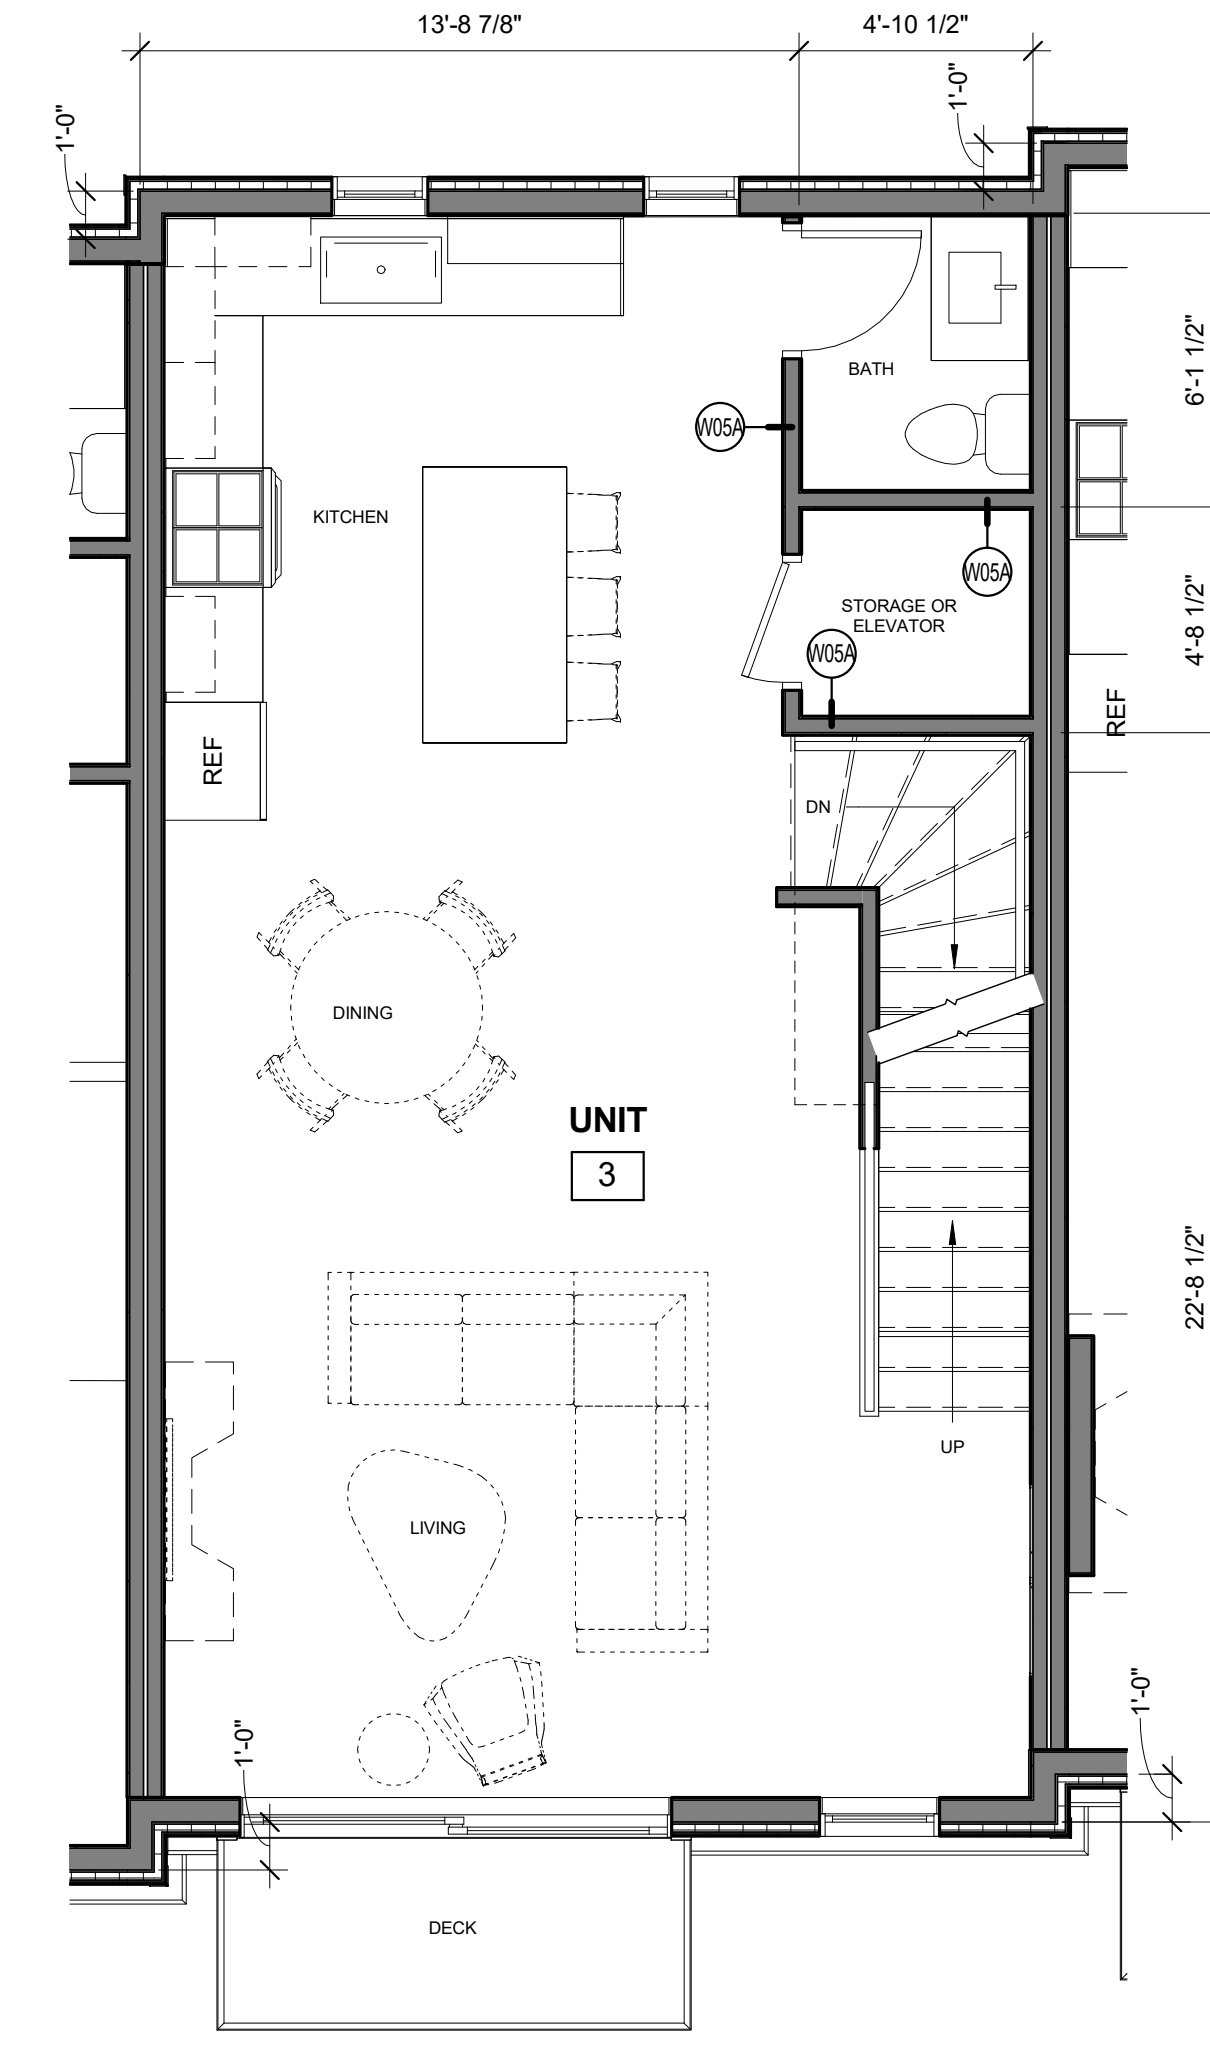 13'-8 7/8"
4'-10 1/2"
1'-0"
1'-0"
6'-1 1/2"
BATH
W05A
KITCHEN
W05A
STORAGE OR
ELEVATOR
4'-8 1/2"
W05A
REF
REF
DN
DINING
UNIT
3
22'-8 1/2"
UP
LIVING
1'-0"
1'-0"
DECK